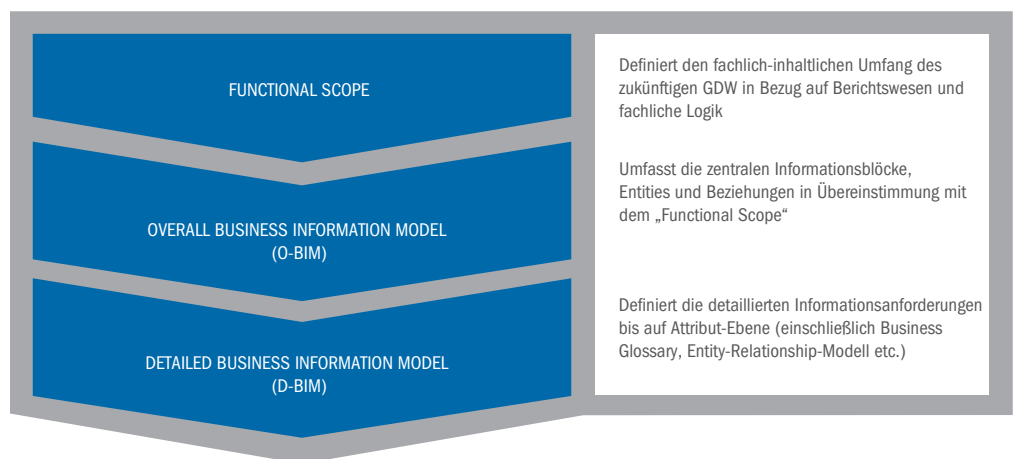 FUNCTIONAL SCOPE
Definiert den fachlich-inhaltlichen Umfang des
zukünftigen GDW in Bezug auf Berichtswesen und
fachliche Logik
OVERALL BUSINESS INFORMATION MODEL
(O-BIM)
Umfasst die zentralen Informationsblöcke,
Entities und Beziehungen in Übereinstimmung mit
dem „Functional Scope“
DETAILED BUSINESS INFORMATION MODEL
(D-BIM)
Definiert die detaillierten Informationsanforderungen
bis auf Attribut-Ebene (einschließlich Business
Glossary, Entity-Relationship-Modell etc.)